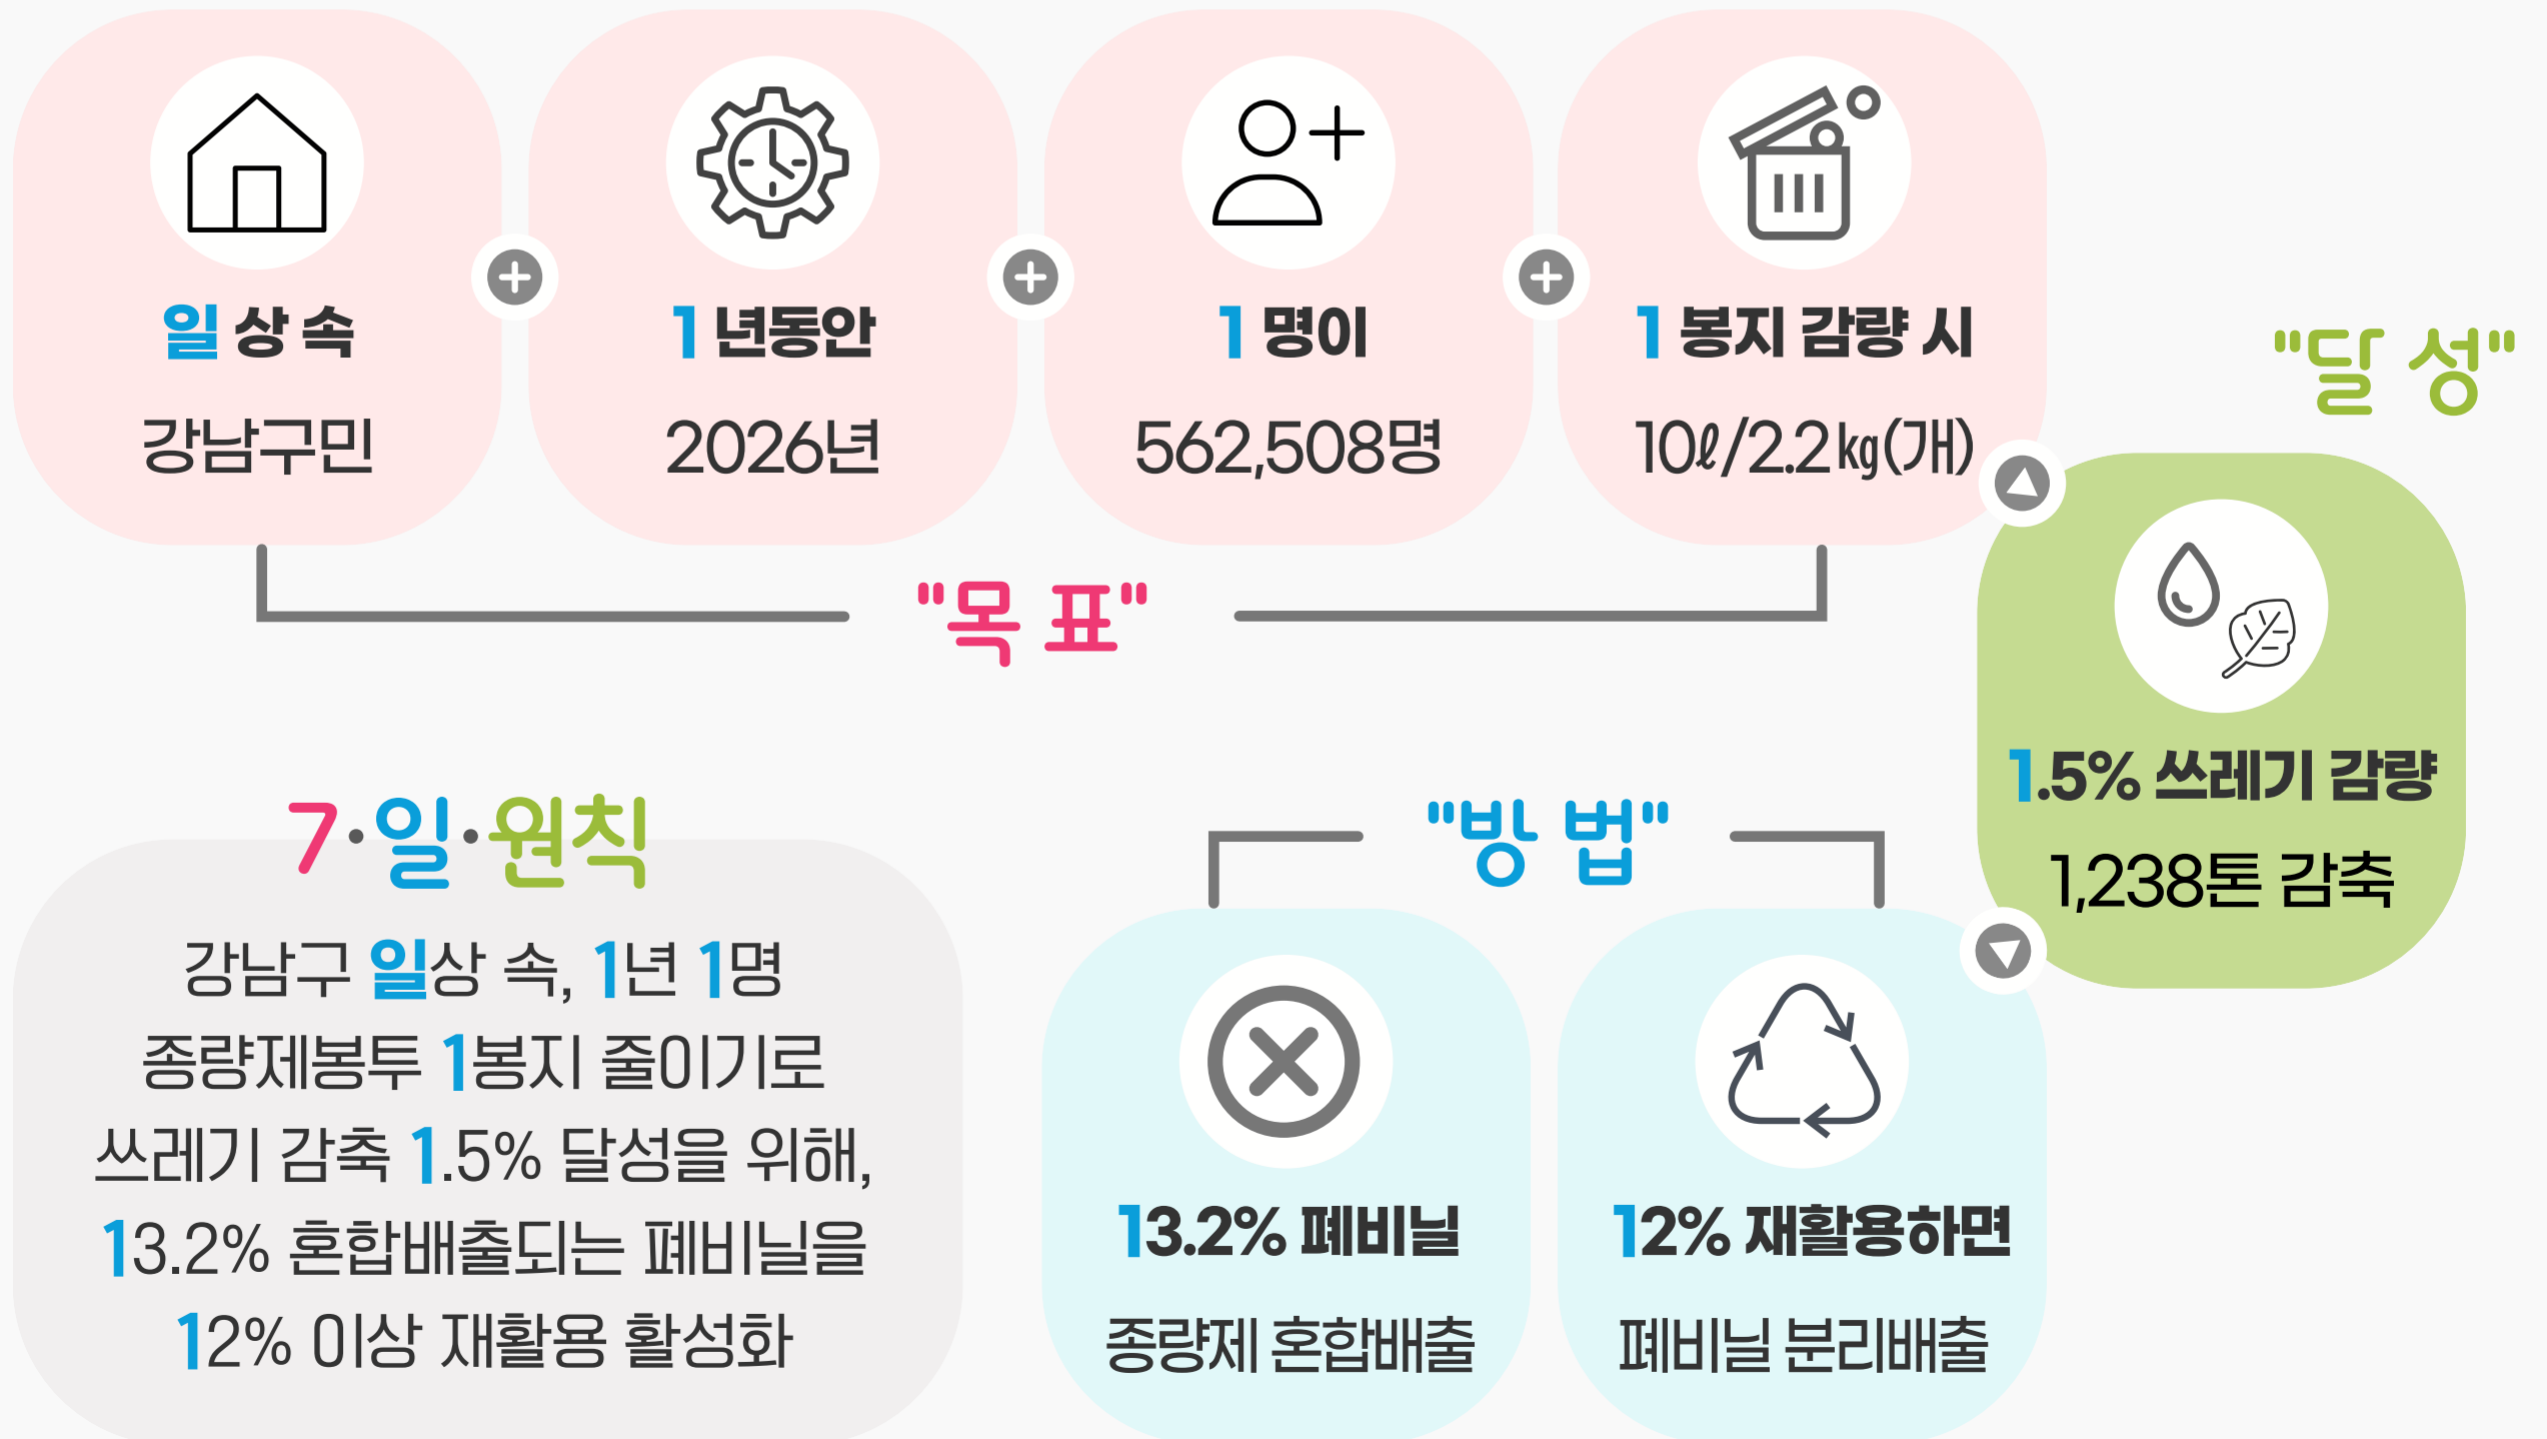 일상 속
강남구민
1 년동안
2026년
1 명이
562,508명
1 봉지 감량 시
10ℓ/2.2㎏(개)
"목 표"
"달 성"
1.5% 쓰레기 감량
1,238톤 감축
7·일·원칙
강남구 일상 속, 1년 1명
종량제봉투 1봉지 줄이기로
쓰레기 감축 1.5% 달성을 위해,
13.2% 혼합배출되는 폐비닐을
12% 이상 재활용 활성화
"방 법"
13.2% 폐비닐
종량제 혼합배출
12% 재활용하면
폐비닐 분리배출